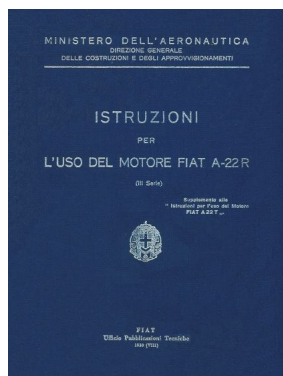 MINISTERO DELL'AERONAUTICA
DIREZIONE GENERALE
DELLE COSTRUZIONI E DEGLI APPROVVIGIONAMENTI
ISTRUZIONI
PER
L'USO DEL MOTORE FIAT A-22 R
(III Serie)
Supplemento alle
" Istruzioni per l'uso del Motore
FIAT A 22 T „
FIAT
Ufficio Pubblicazioni Tecniche
(VIII)